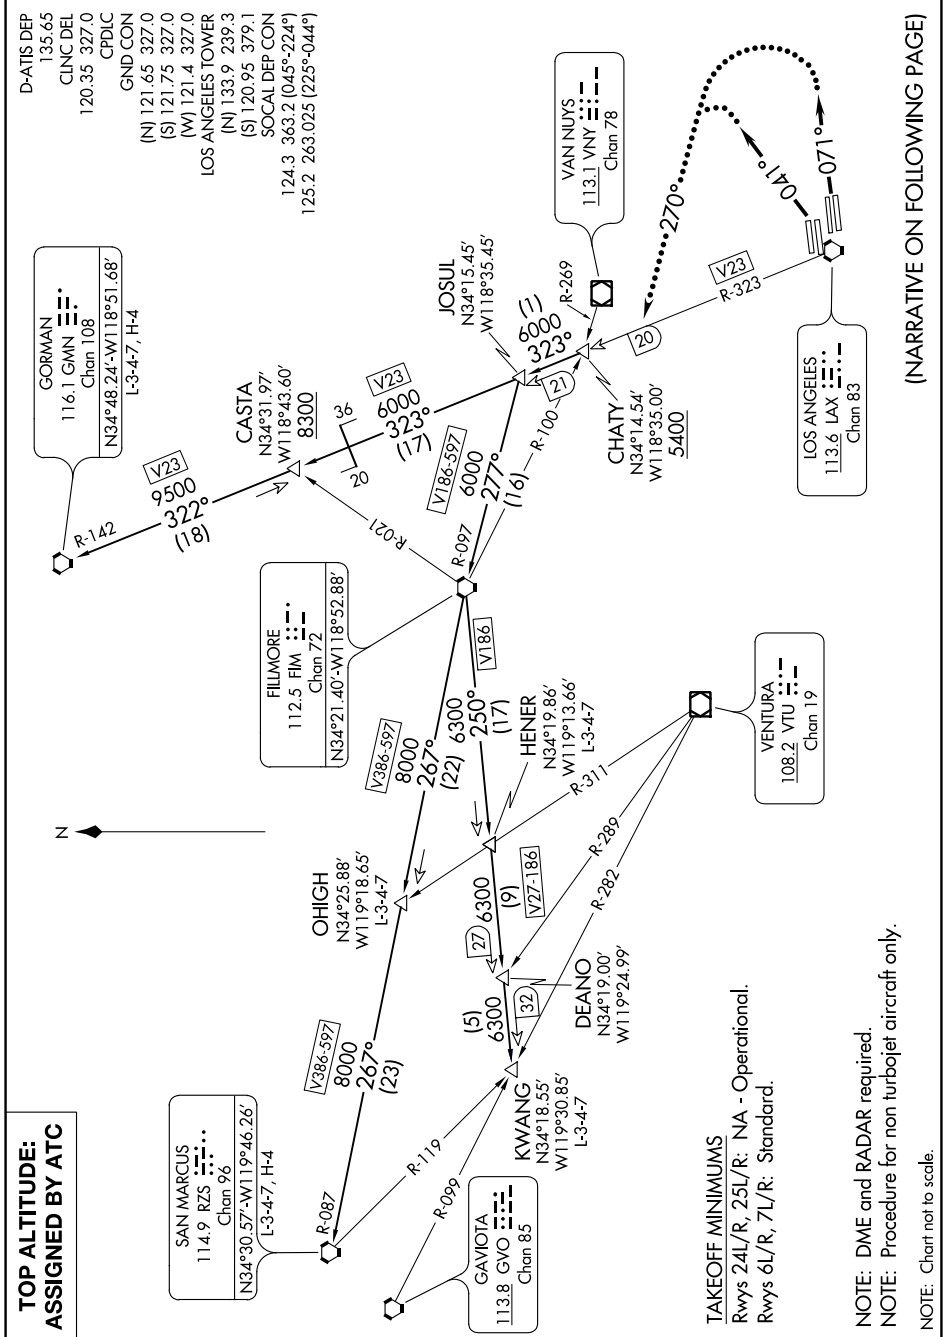 TOP ALTITUDE:
ASSIGNED BY ATC
D-ATIS DEP
135.65
CLNC DEL
120.35 327.0
CPDLC
GND CON
(N) 121.65 327.0
(S) 121.75 327.0
(W) 121.4 327.0
LOS ANGELES TOWER
(N) 133.9 239.3
(S) 120.95 379.1
SOCAL DEP CON
124.3 363.2 (045°-224°)
125.2 263.025 (225°-044°)
SAN MARCUS
114.9 RZS
Chan 96
N34°30.57'-W119°46.26'
L-3-4-7, H-4
R-087
GAVIOTA
113.8 GVO
Chan 85
R-099
R-119
V386-597
8000
267°
(23)
KWANG
N34°18.55'
W119°30.85'
L-3-4-7
(5)
6300
32
DEANO
N34°19.00'
W119°24.99'
27
6300
(9)
V27-186
OHIGH
N34°25.88'
W119°18.65'
L-3-4-7
N
HENER
N34°19.86'
W119°13.66'
L-3-4-7
R-311
R-289
R-282
VENTURA
108.2 VTU
Chan 19
V386-597
8000
267°
(22)
6300
250°
(17)
V186
FILLMORE
112.5 FIM
Chan 72
N34°21.40'-W118°52.88'
R-021
R-097
R-100
V186-597
6000
277°
(16)
GORMAN
116.1 GMN
Chan 108
N34°48.24'-W118°51.68'
L-3-4-7, H-4
R-142
V23
9500
322°
(18)
CASTA
N34°31.97'
W118°43.60'
8300
36
20
V23
6000
323°
(17)
JOSUL
N34°15.45'
W118°35.45'
(1)
6000
323°
21
CHATY
N34°14.54'
W118°35.00'
5400
R-269
VAN NUYS
113.1 VNY
Chan 78
20
V23
R-323
270°
041°
071°
LOS ANGELES
113.6 LAX
Chan 83
TAKEOFF MINIMUMS
Rwys 24L/R, 25L/R: NA - Operational.
Rwys 6L/R, 7L/R: Standard.
NOTE: DME and RADAR required.
NOTE: Procedure for non turbojet aircraft only.
NOTE: Chart not to scale.
(NARRATIVE ON FOLLOWING PAGE)